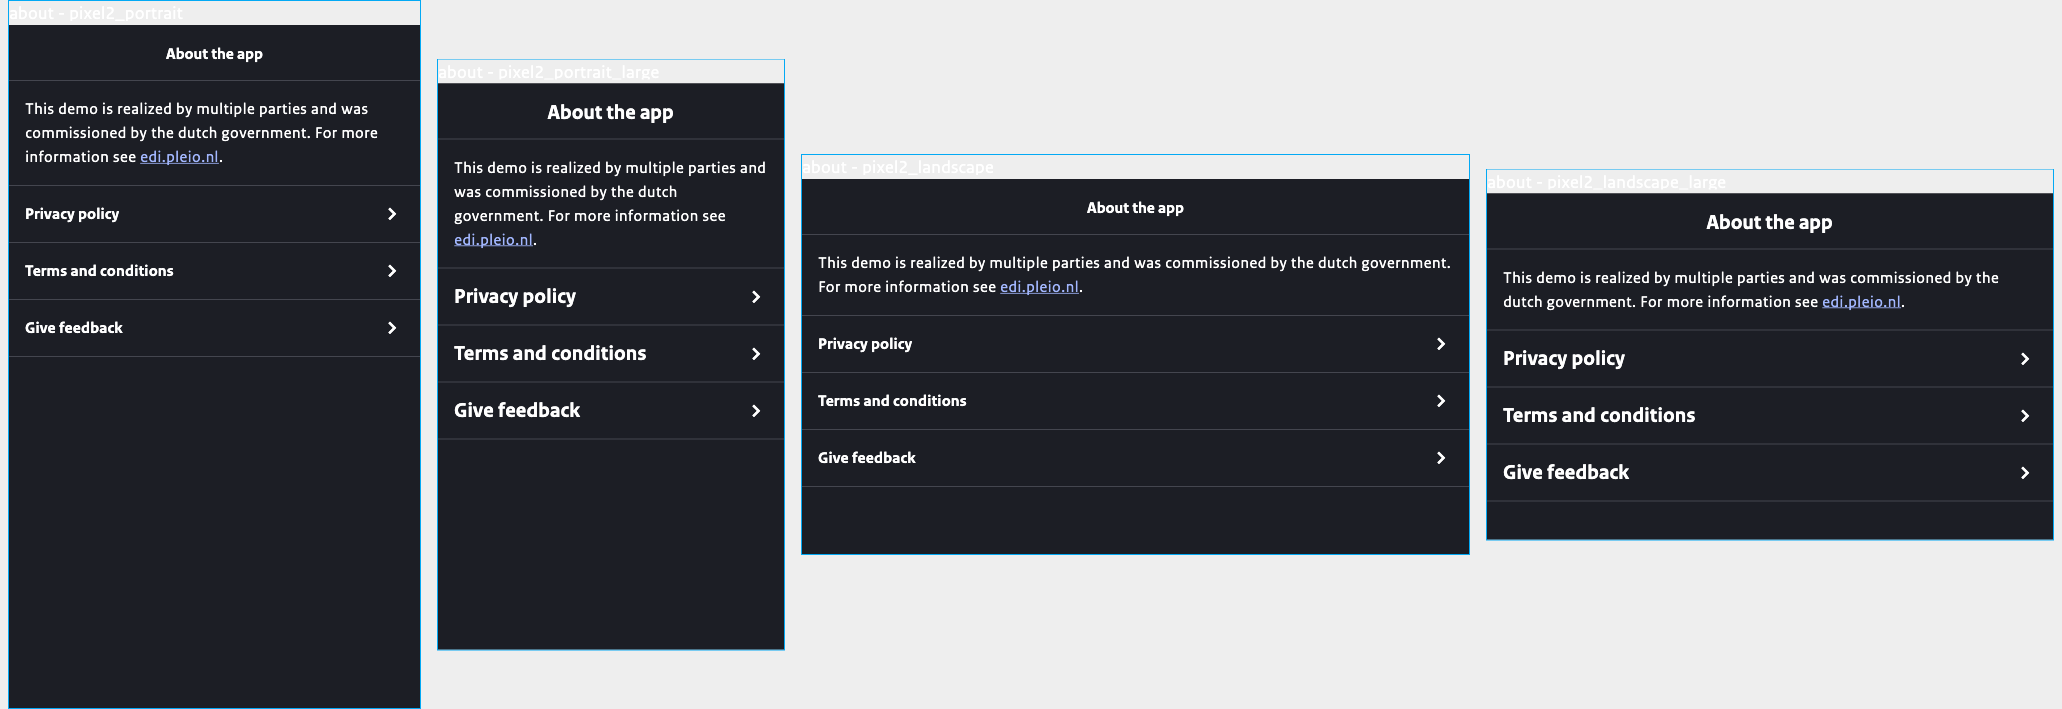 about - pixel2_portrait
About the app
This demo is realized by multiple parties and was
commissioned by the dutch government. For more
information see edi.pleio.nl.
Privacy policy
Terms and conditions
Give feedback
about - pixel2_portrait_large
About the app
This demo is realized by multiple parties and
was commissioned by the dutch
government. For more information see
edi.pleio.nl.
Privacy policy
Terms and conditions
Give feedback
about - pixel2_landscape
About the app
This demo is realized by multiple parties and was commissioned by the dutch government.
For more information see edi.pleio.nl.
Privacy policy
Terms and conditions
Give feedback
about - pixel2_landscape_large
About the app
This demo is realized by multiple parties and was commissioned by the
dutch government. For more information see edi.pleio.nl.
Privacy policy
Terms and conditions
Give feedback